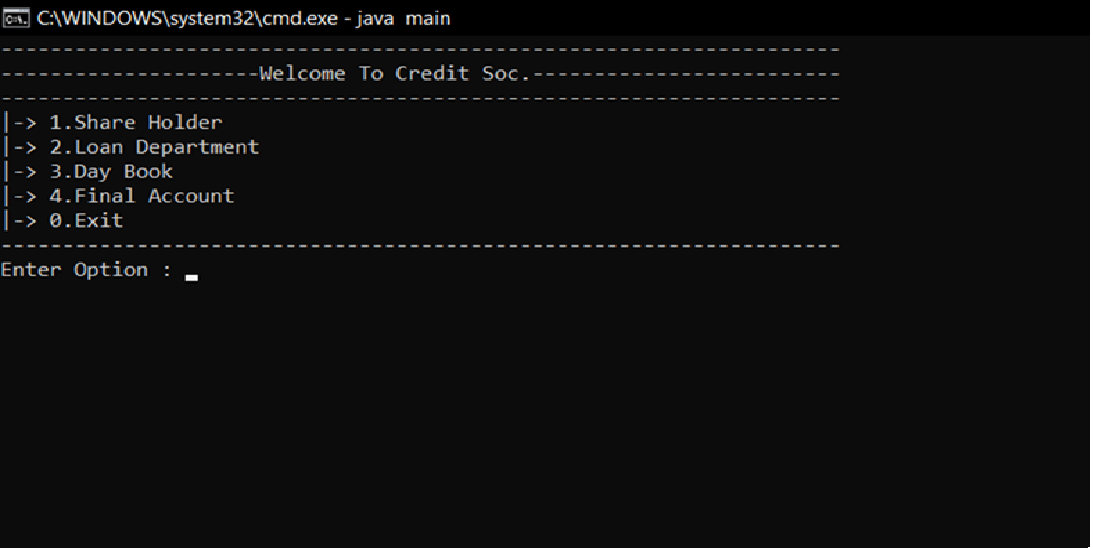 C:\WINDOWS\system32\cmd.exe - java  main
---------------------------------------------------------------------
---------------------Welcome To Credit Soc.-------------------------
---------------------------------------------------------------------
|-> 1.Share Holder
|-> 2.Loan Department
|-> 3.Day Book
|-> 4.Final Account
|-> 0.Exit
---------------------------------------------------------------------
Enter Option :